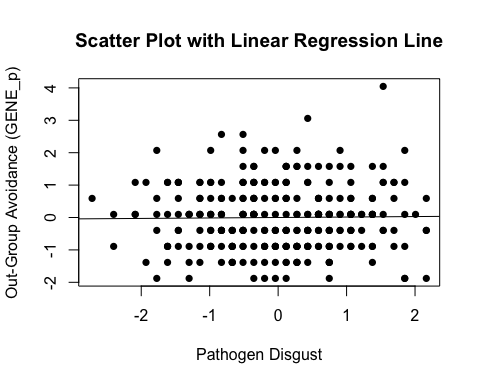 Scatter Plot with Linear Regression Line
Out-Group Avoidance (GENE_p)
4
3
2
1
0
-1
-2
-2 -1 0 1 2
Pathogen Disgust